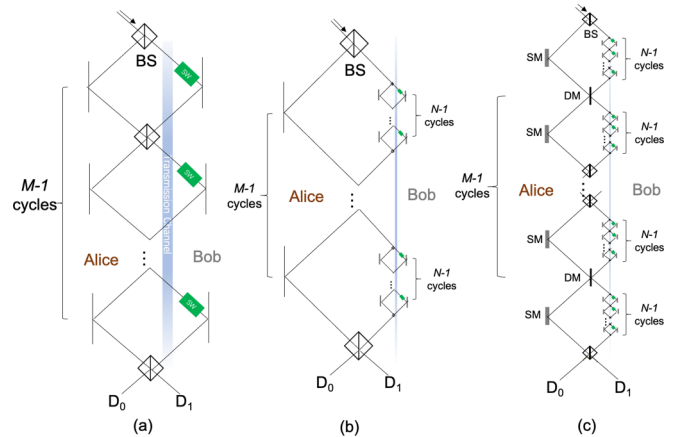 BS
SW
M-1
cycles
SW
Transmission Channel
Alice
Bob
SW
D0
D1
(a)
BS
N-1
cycles
M-1
cycles
Alice
Bob
N-1
cycles
D0
D1
(b)
BS
SM
N-1
cycles
DM
SM
N-1
cycles
M-1
cycles
Alice
Bob
SM
N-1
cycles
DM
SM
N-1
cycles
D0
D1
(c)